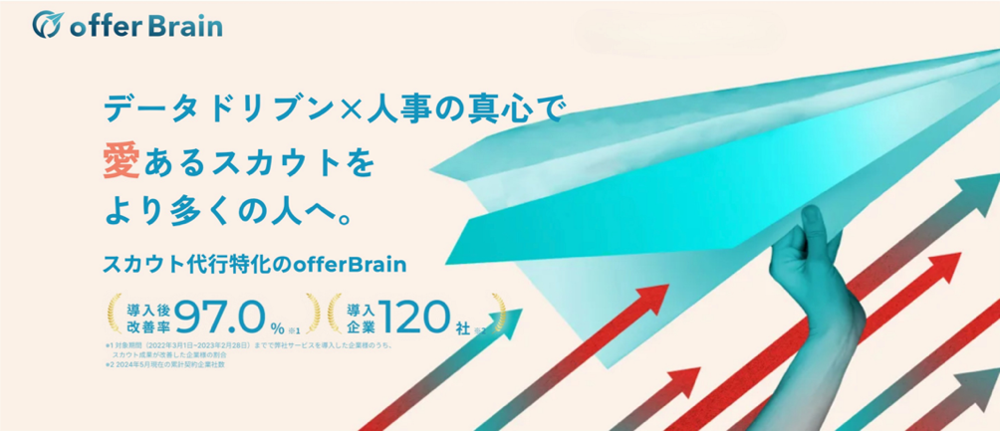 offer Brain
データドリブン×人事の真心で
愛あるスカウトを
より多くの人へ。
スカウト代行特化のofferBrain
導入後改善率97.0% ※1
導入企業120社 ※2
※1 対象期間（2022年3月1日~2023年2月28日）までで弊社サービスを導入した企業様のうち、
スカウト成果が改善した企業様の割合
※2 2024年5月現在の累計契約企業社数